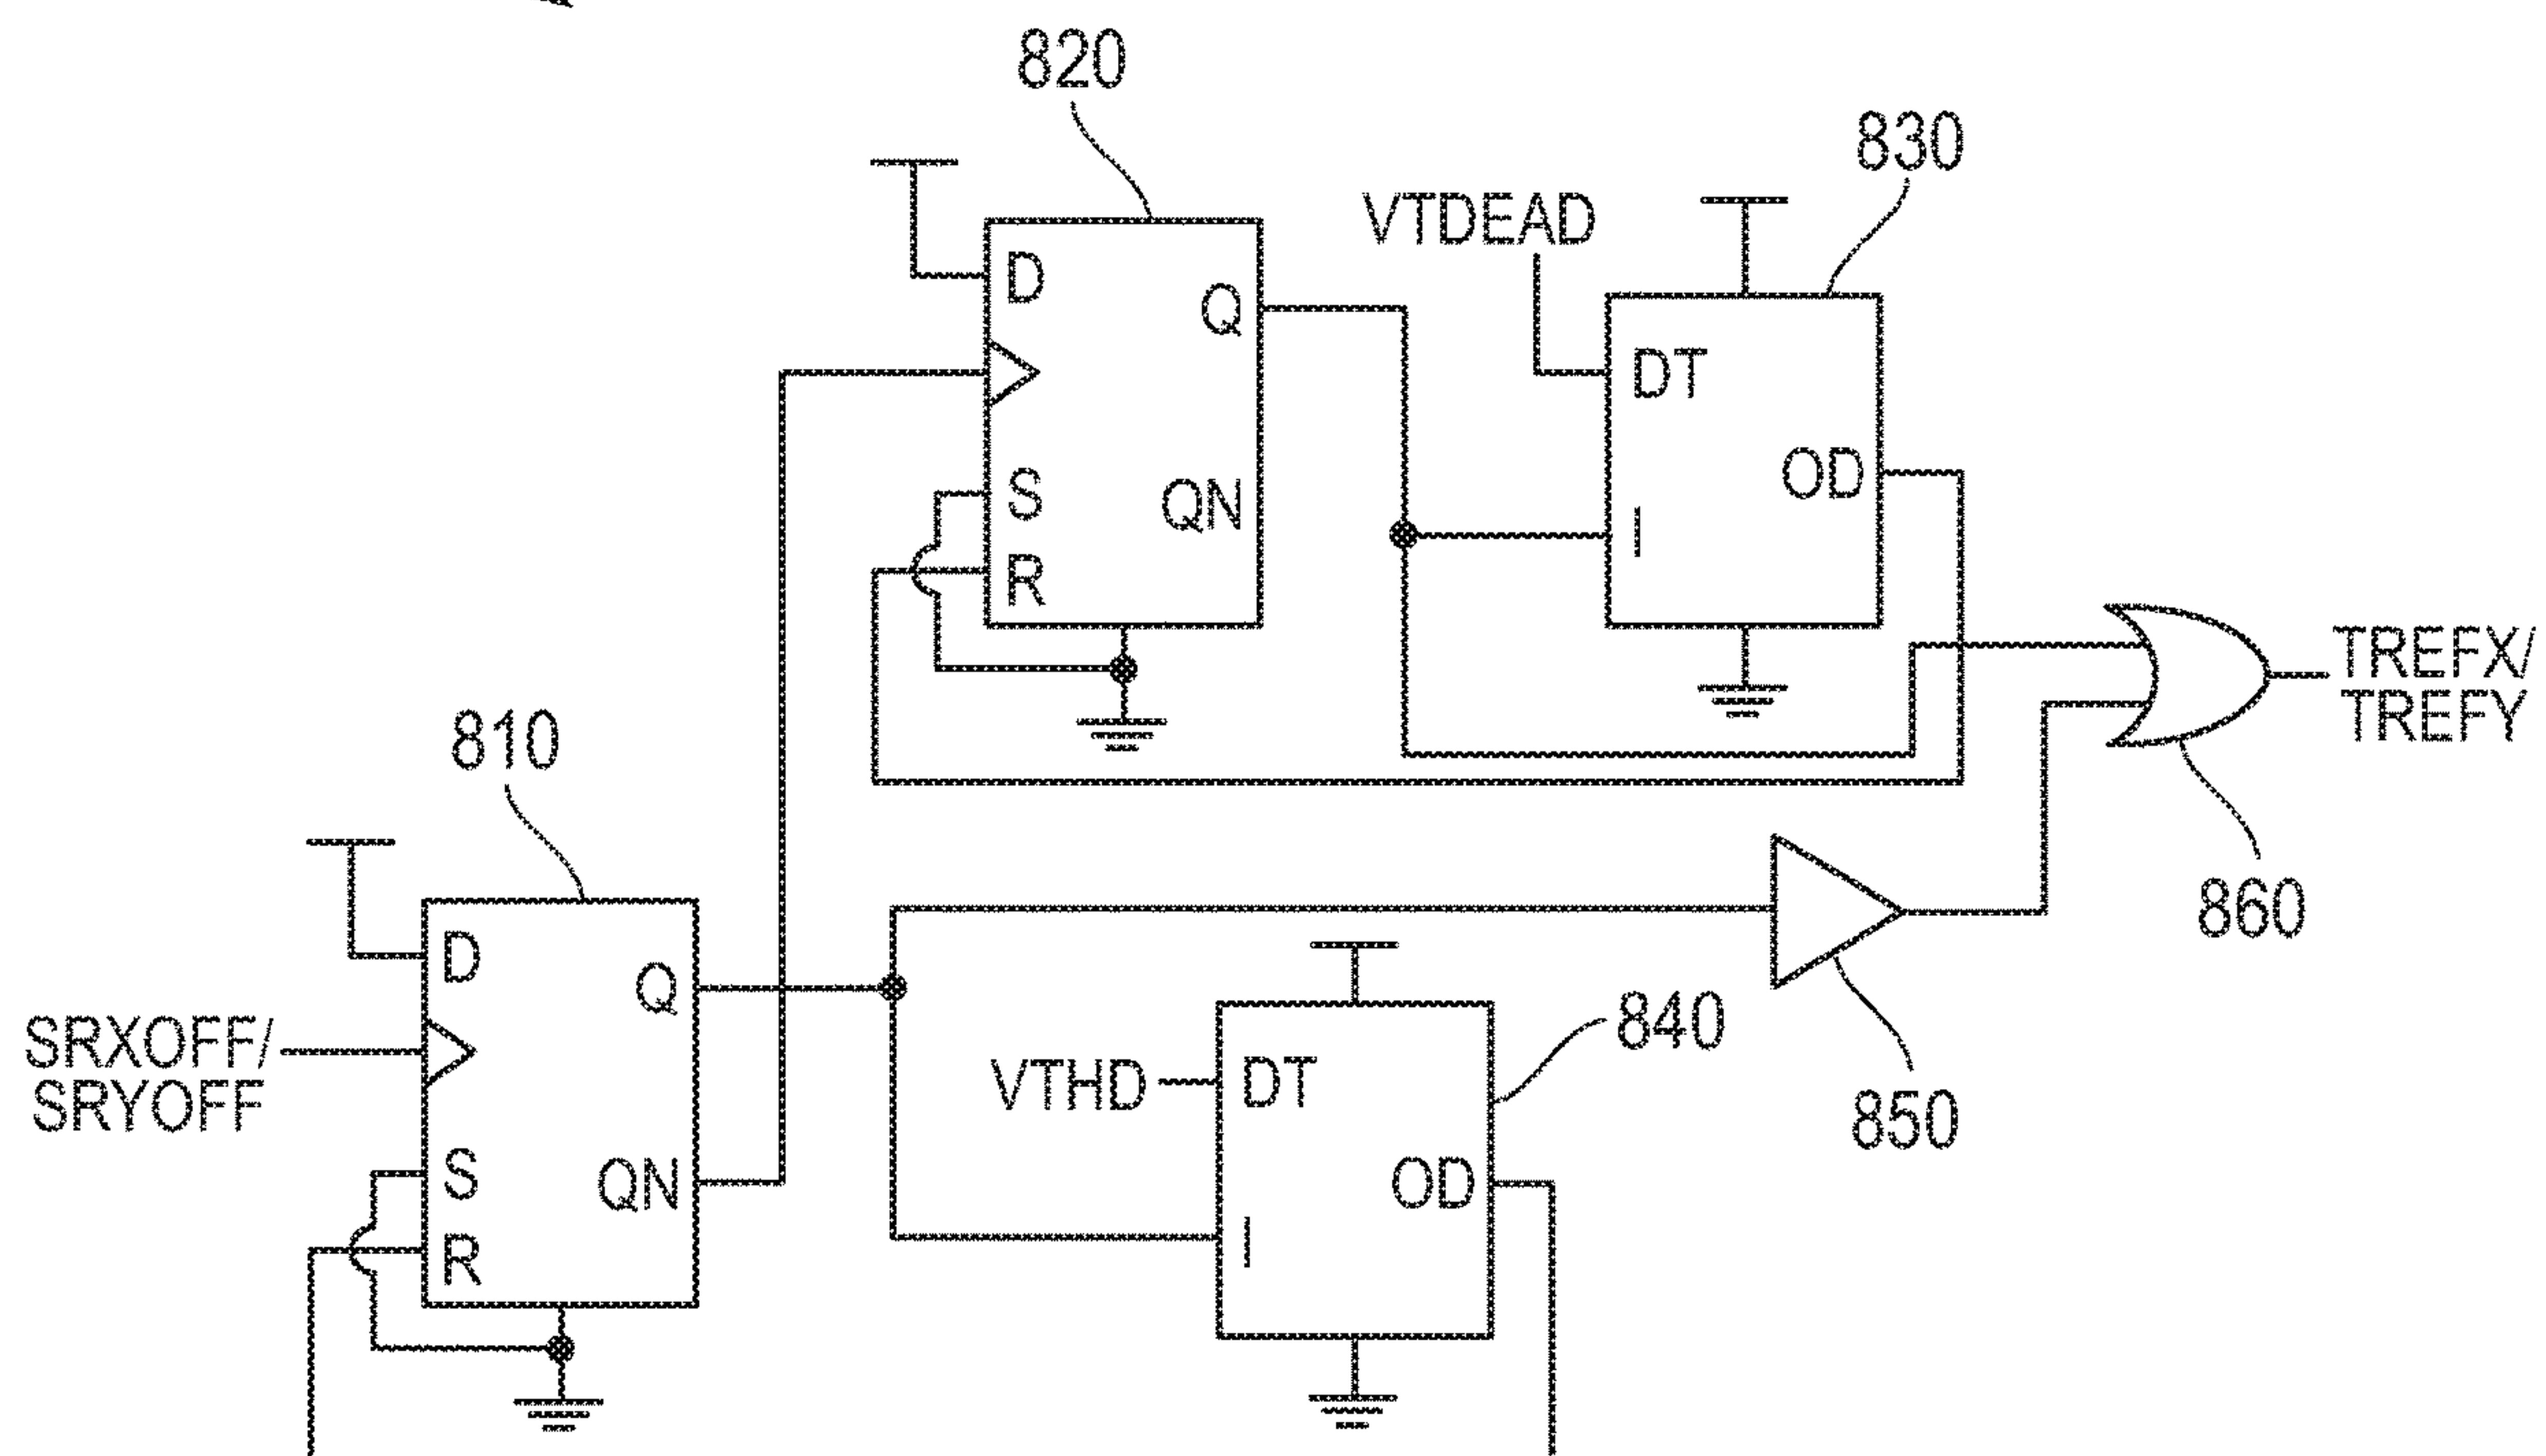 820
830
VTDEAD
D
Q
DT
S
QN
OD
I
R
TREFX/
TREFY
810
860
D
Q
840
SRXOFF/
SRYOFF
VTHD
DT
850
S
QN
OD
R
I